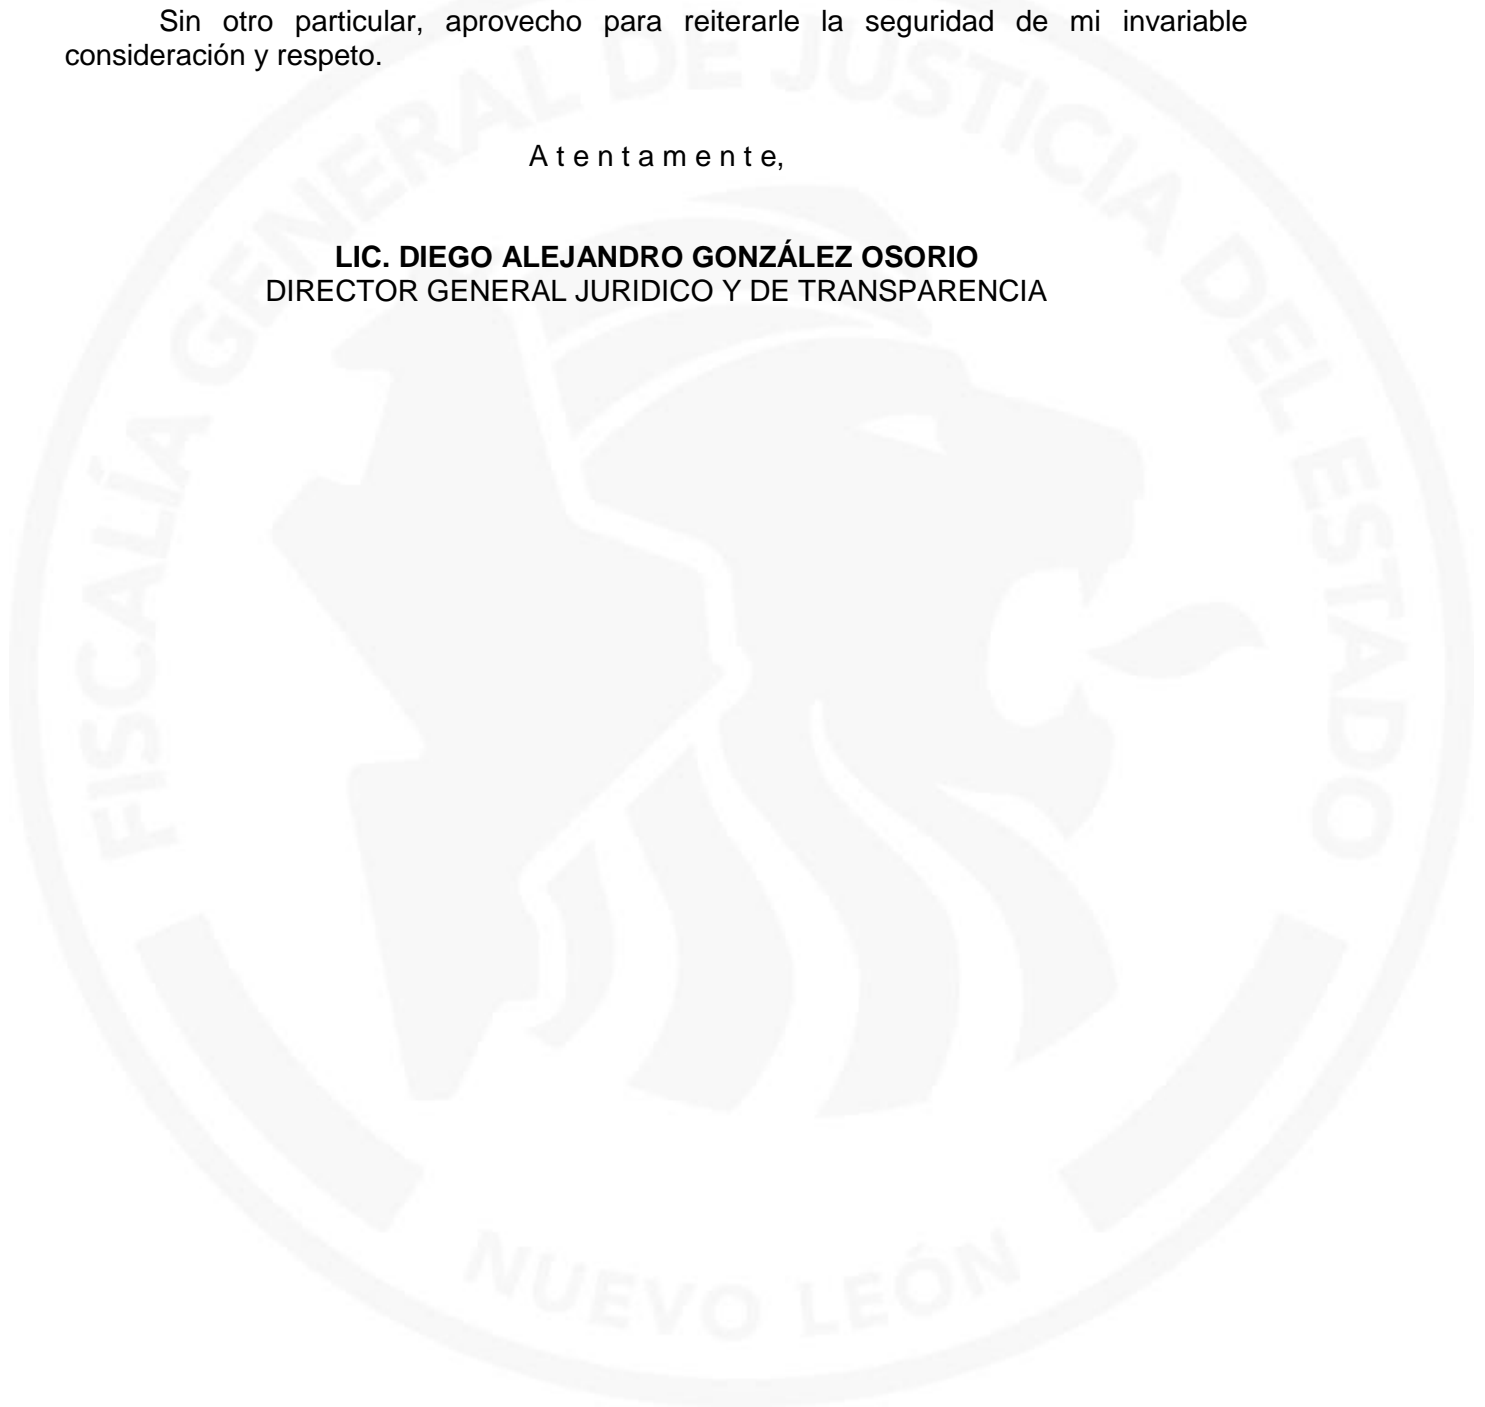 Sin otro particular, aprovecho para reiterarle la seguridad de mi invariable
consideración y respeto.
A t e n t a m e n t e,
LIC. DIEGO ALEJANDRO GONZÁLEZ OSORIO
DIRECTOR GENERAL JURIDICO Y DE TRANSPARENCIA
FISCALÍA GENERAL DE JUSTICIA DEL ESTADO
NUEVO LEÓN